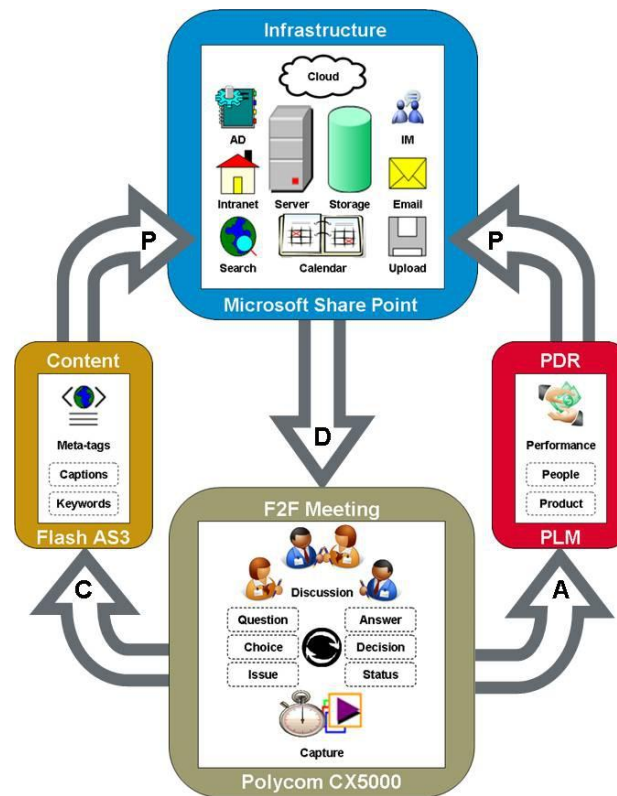 Infrastructure
Cloud
AD
IM
Intranet Server Storage Email
Search Calendar Upload
Microsoft Share Point
P
P
Content
Meta-tags
Captions
Keywords
Flash AS3
PDR
Performance
People
Product
PLM
D
F2F Meeting
Discussion
Question Answer
Choice Decision
Issue Status
Capture
Polycom CX5000
C
A